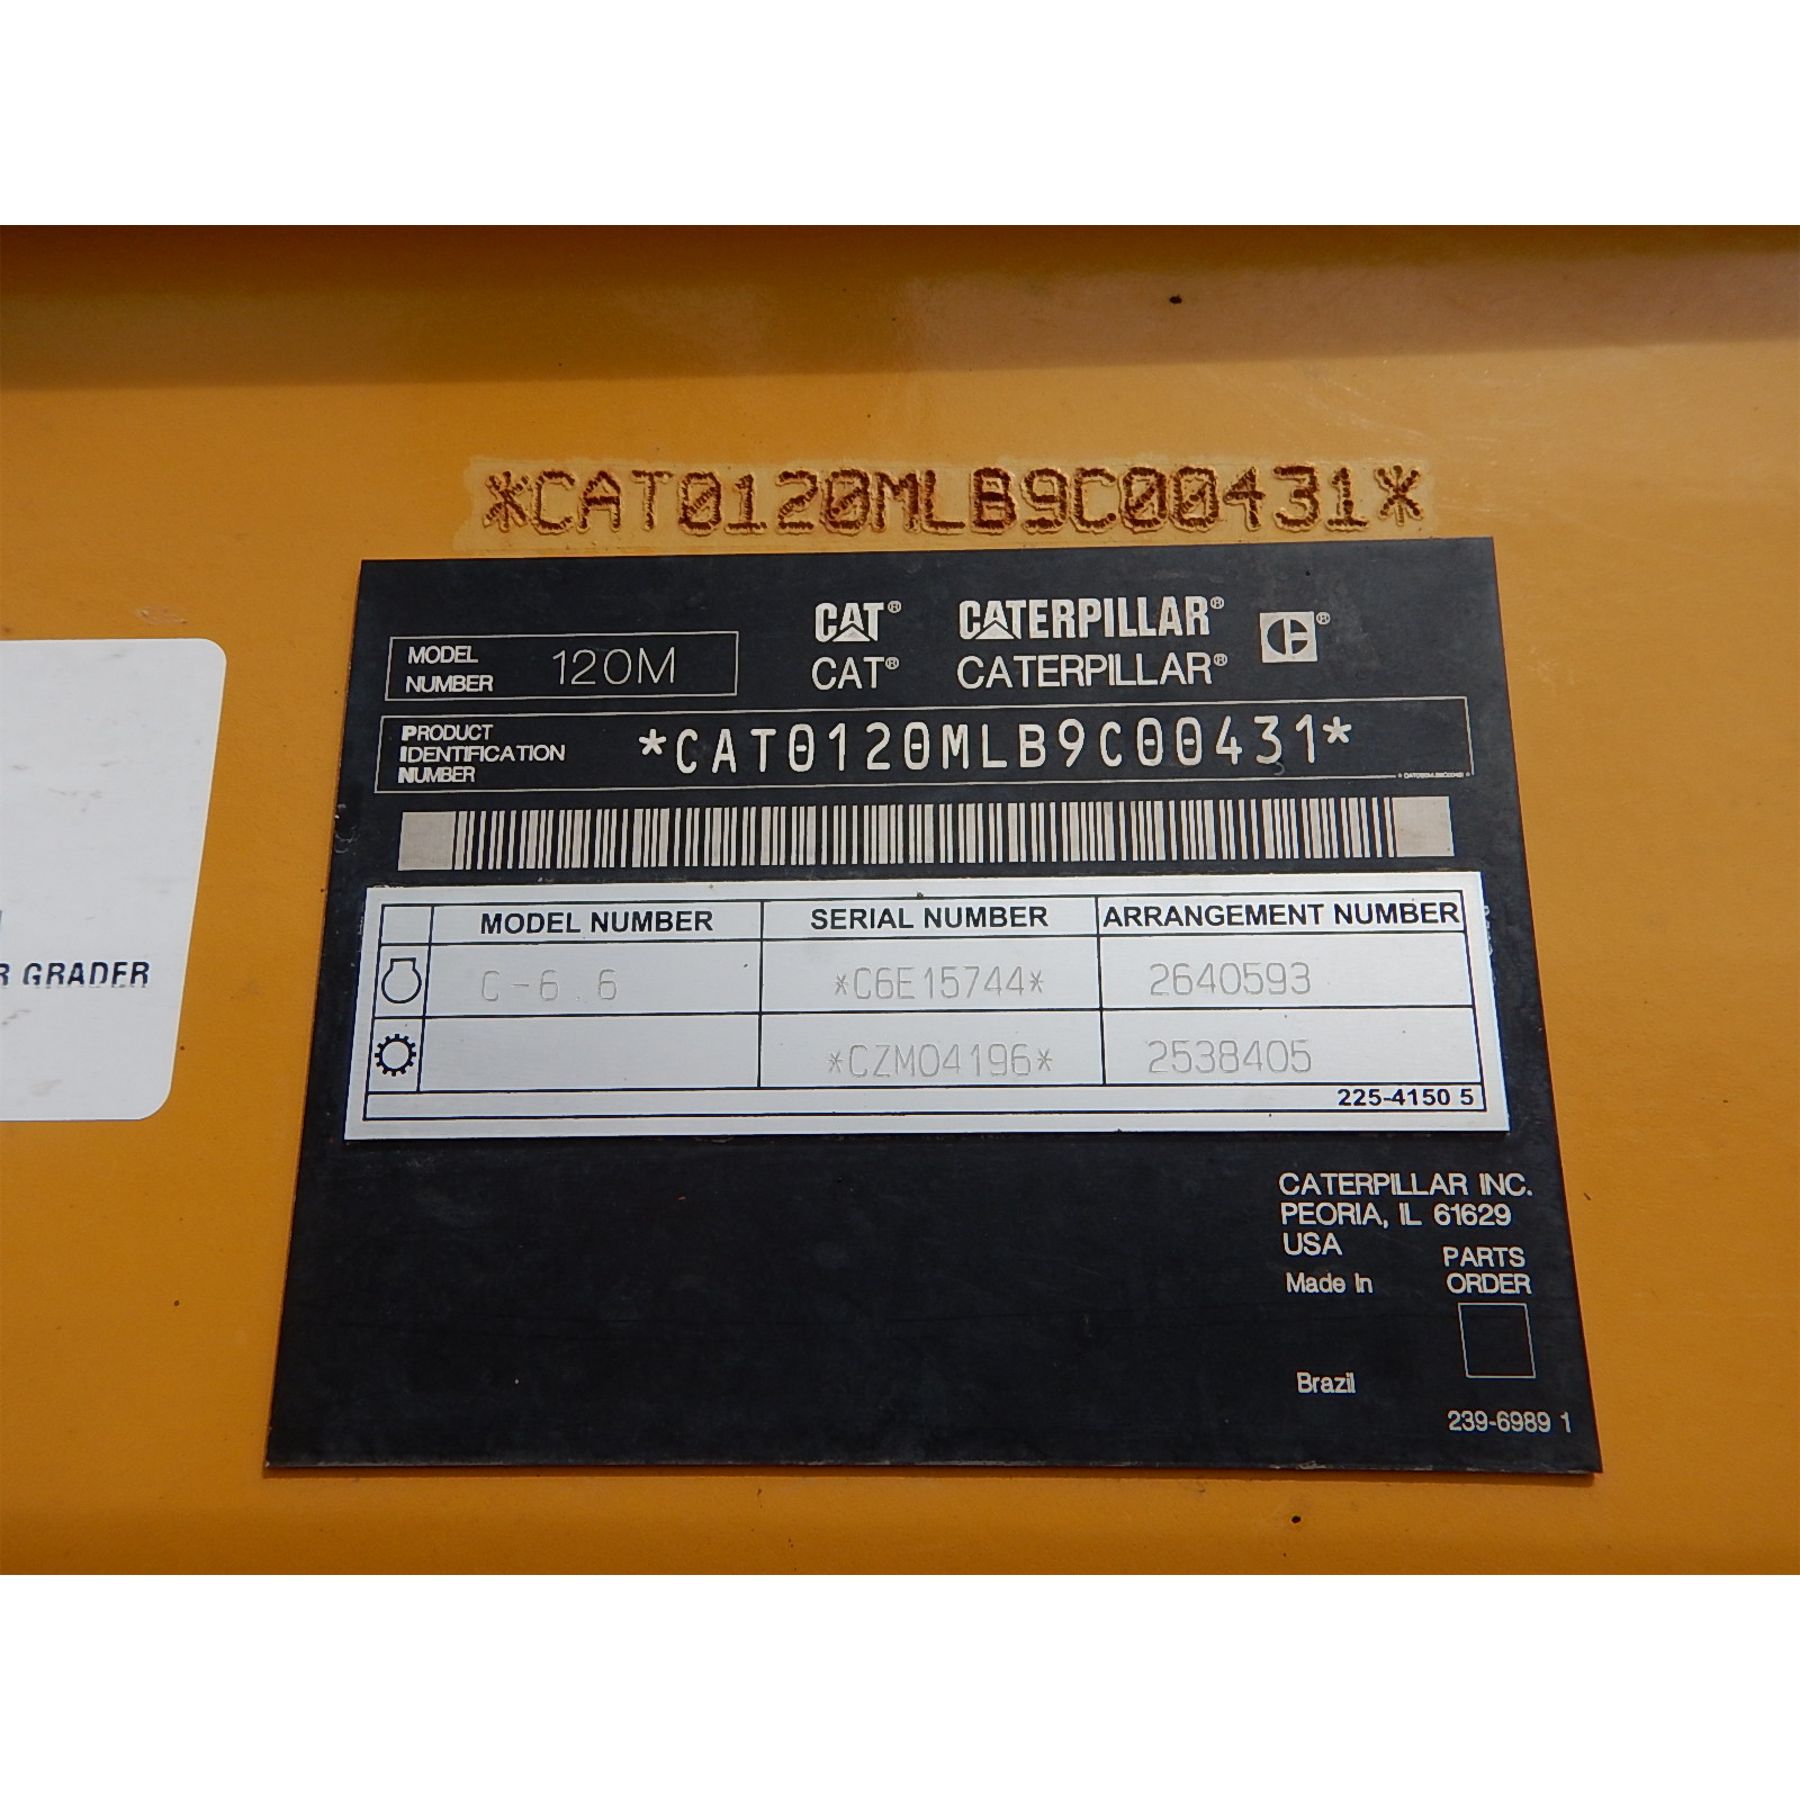 *CAT0120MLB9C00431*
CAT® CATERPILLAR®
CAT® CATERPILLAR®
MODEL NUMBER 120M
PRODUCT IDENTIFICATION NUMBER *CAT0120MLB9C00431*
MODEL NUMBER SERIAL NUMBER ARRANGEMENT NUMBER
C-6.6 *C6E15744* 2640593
*CZM04196* 2538405
225-4150 5
R GRADER
CATERPILLAR INC.
PEORIA, IL 61629
USA
Made In
PARTS
ORDER
Brazil
239-6989 1